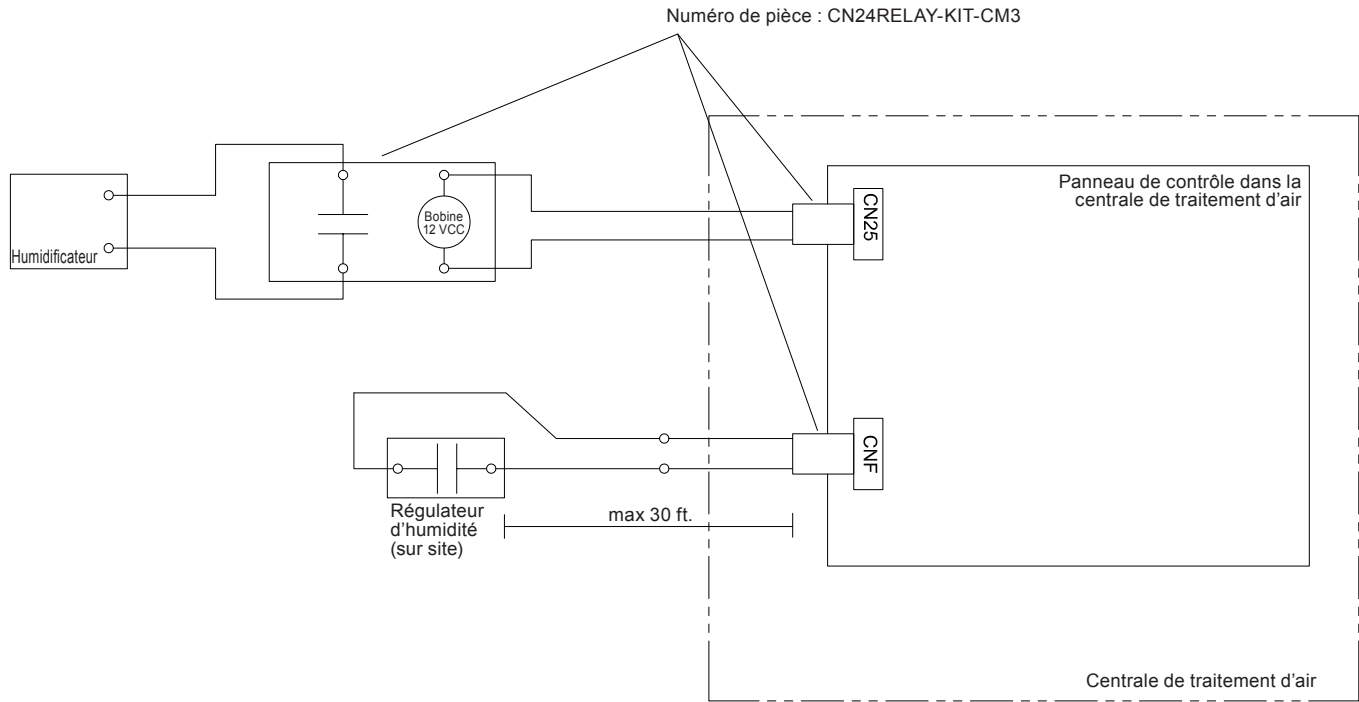 Numéro de pièce : CN24RELAY-KIT-CM3
Humidificateur
Bobine
12 VCC
CN25
Panneau de contrôle dans la
centrale de traitement d'air
CNF
Régulateur
d'humidité
(sur site)
max 30 ft.
Centrale de traitement d'air